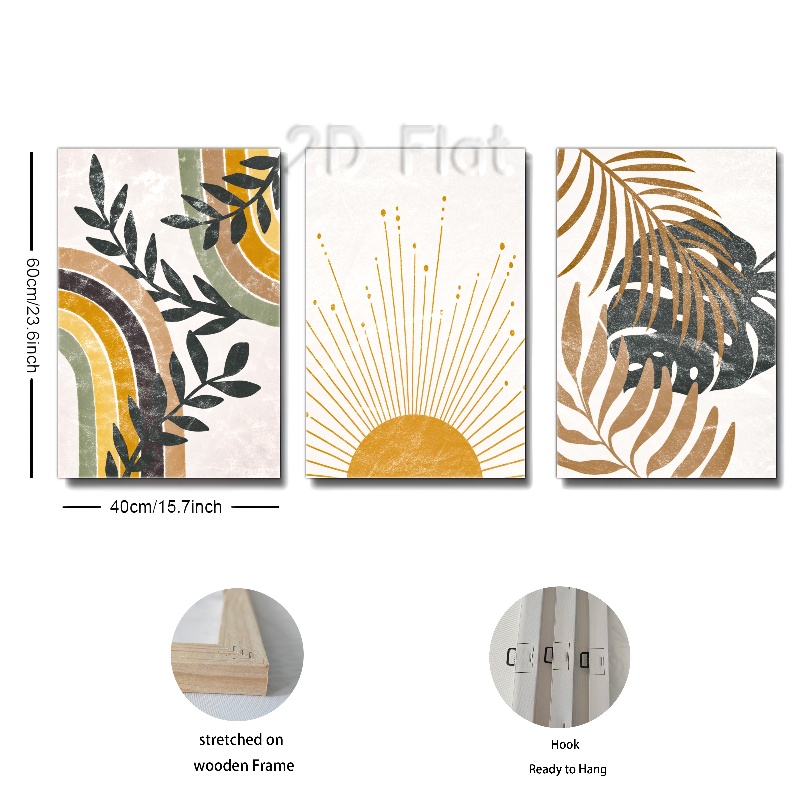 2D Flat
60cm/23.6inch
40cm/15.7inch
stretched on
wooden Frame
Hook
Ready to Hang